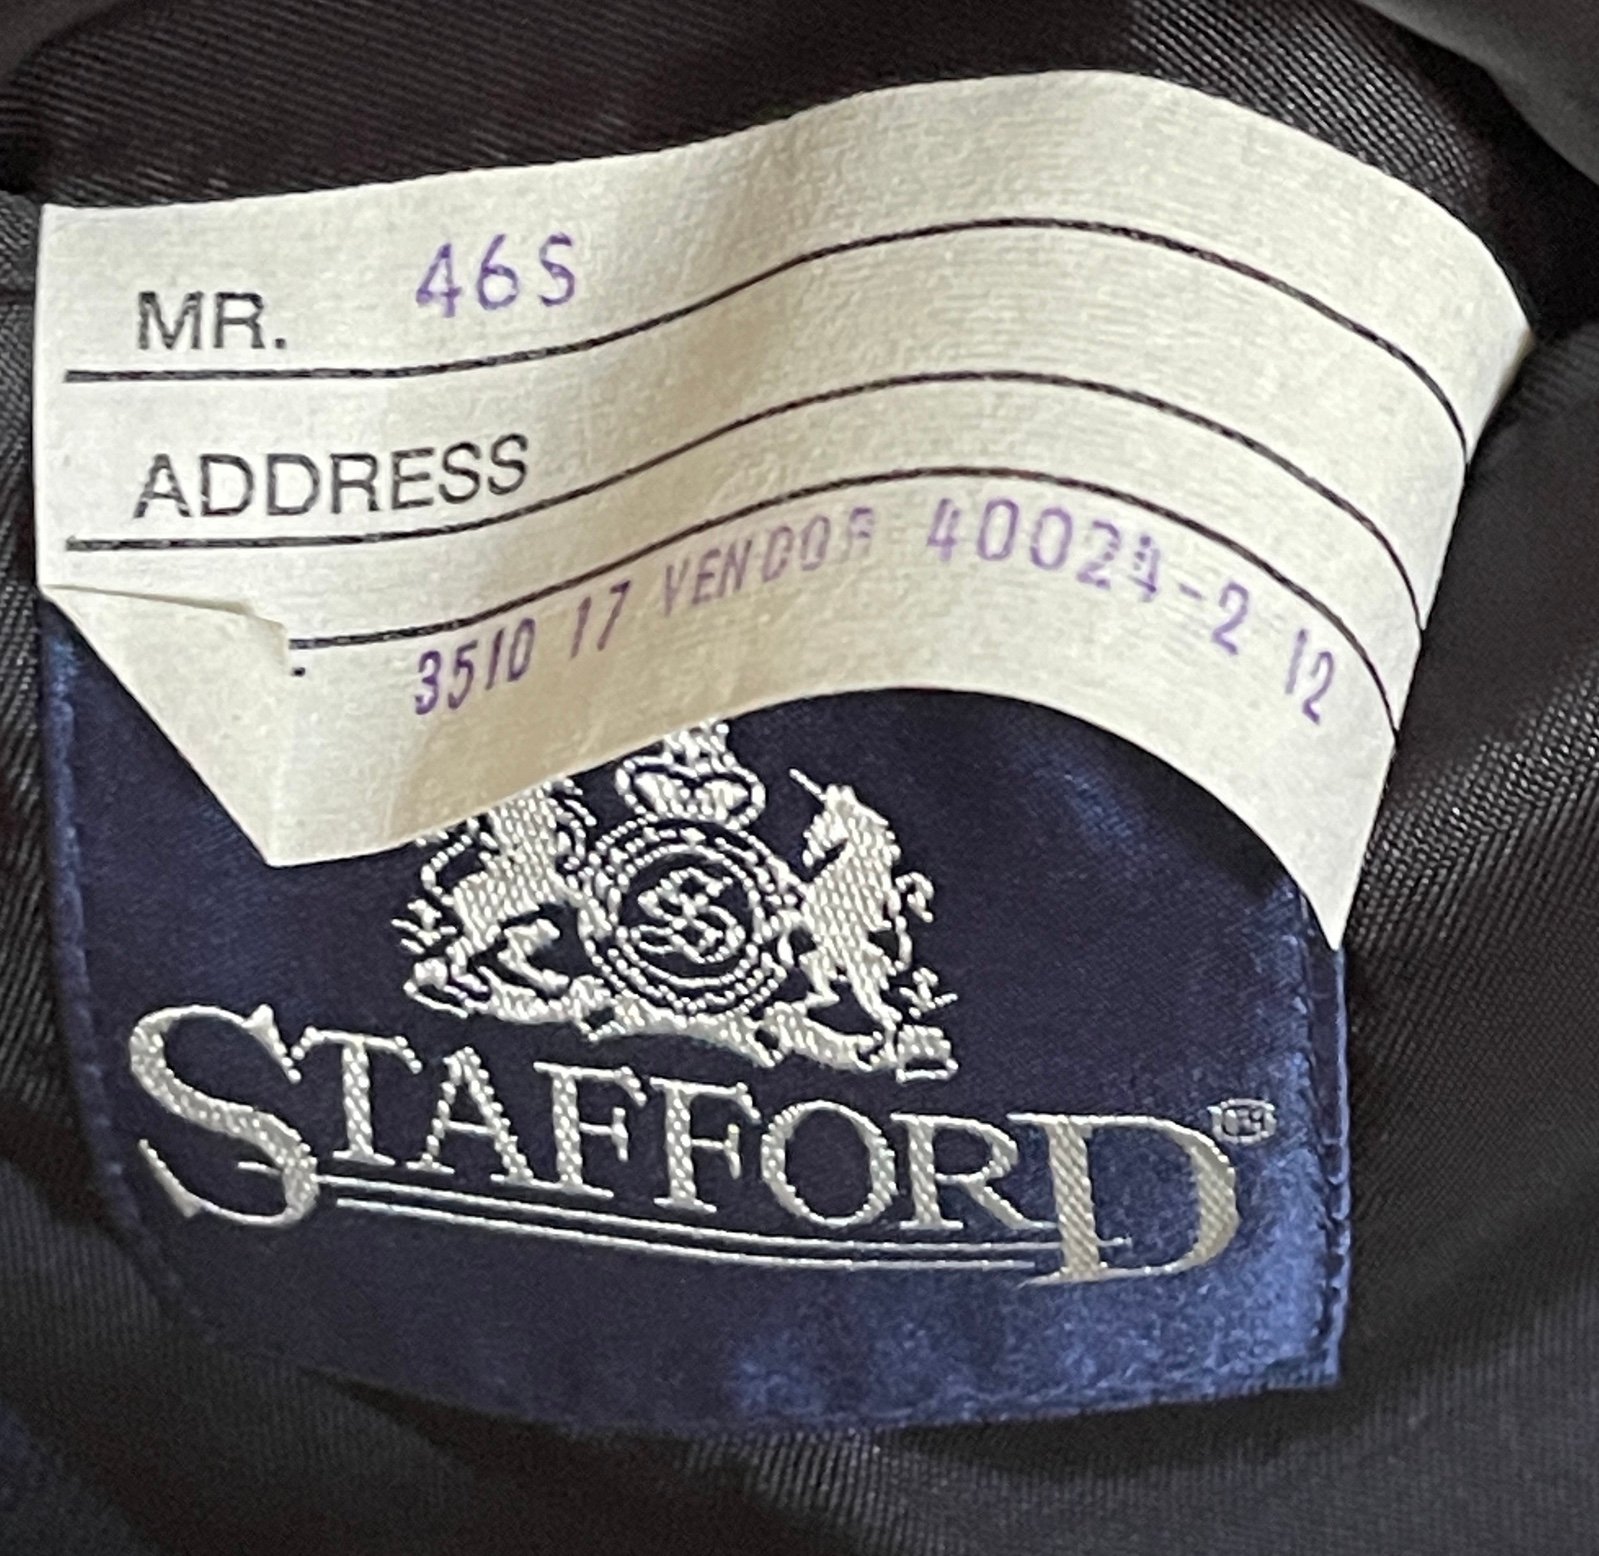 MR. 46S
ADDRESS
3510 17 VENDOR 40024-2 12
S
STAFFORD®